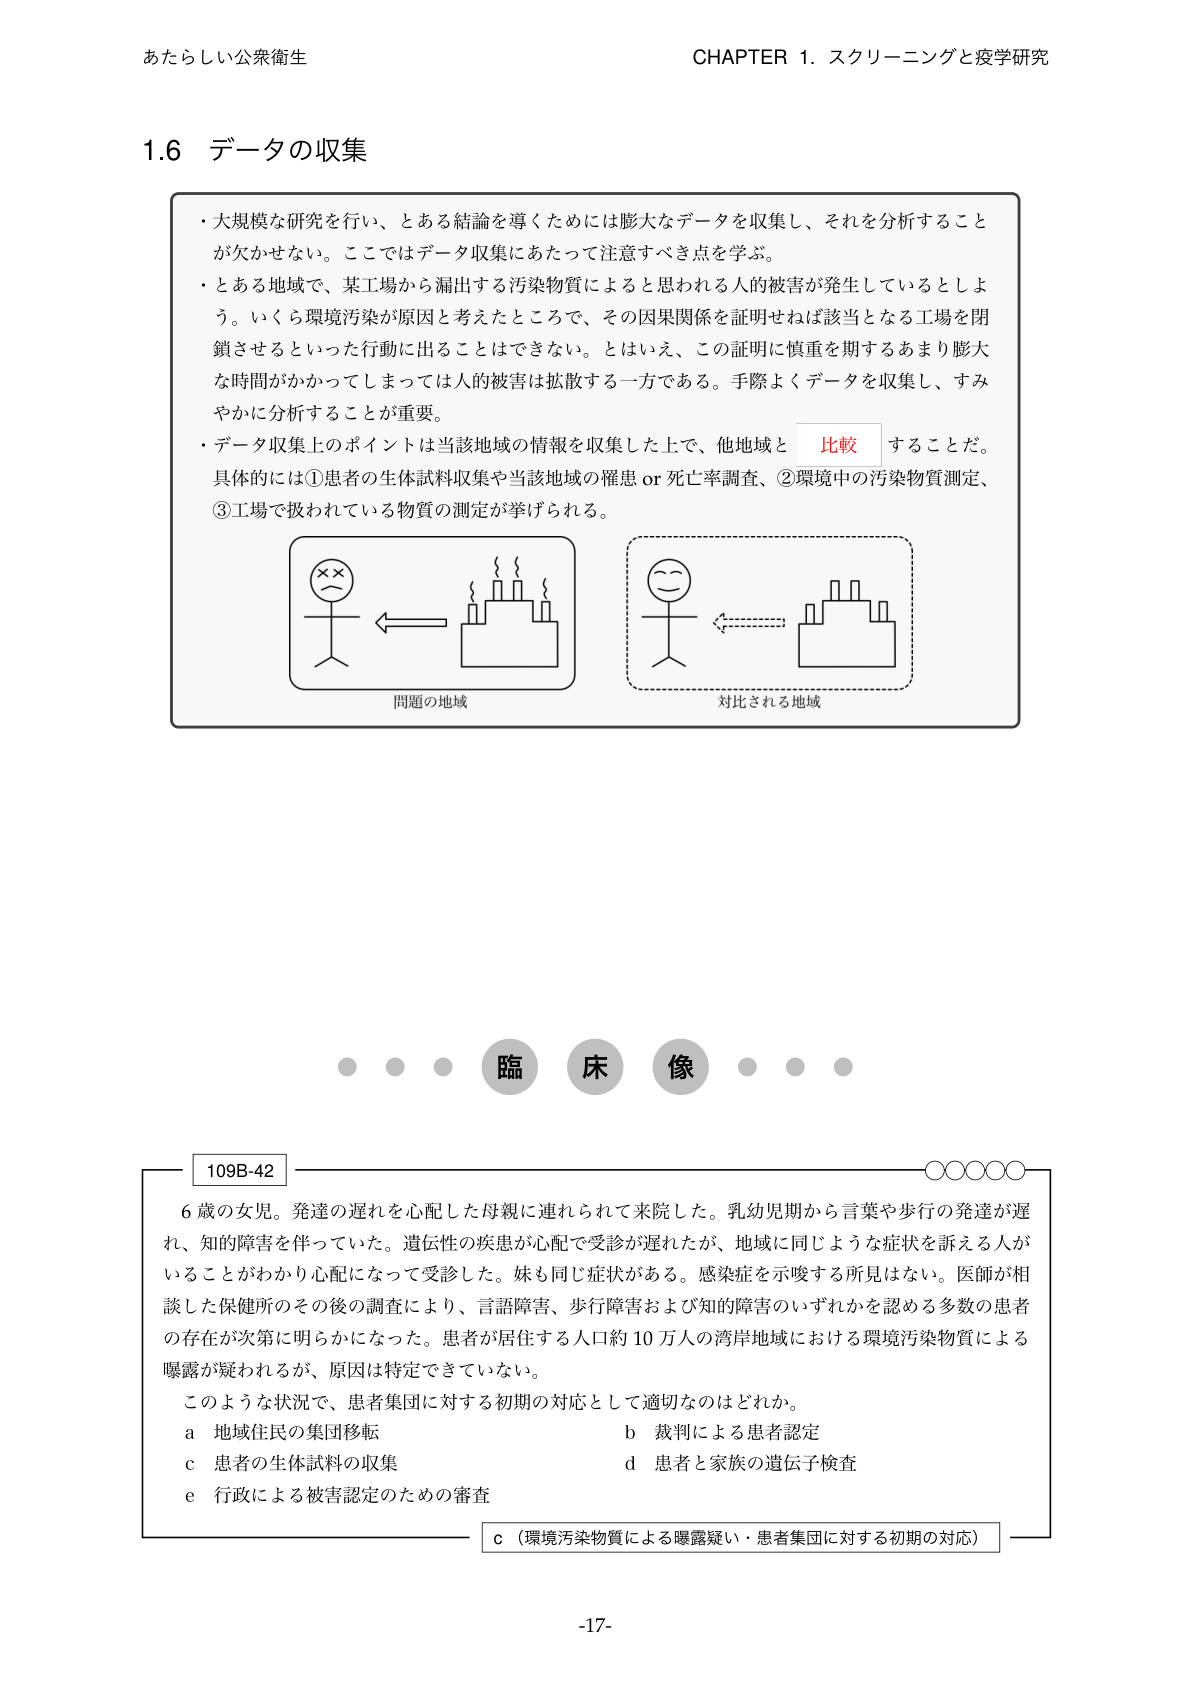 あたらしい公衆衛生
CHAPTER 1. スクリーニングと疫学研究
1.6 データの収集
・大規模な研究を行い、とある結論を導くためには膨大なデータを収集し、それを分析すること
が欠かせない。ここではデータ収集にあたって注意すべき点を学ぶ。
・とある地域で、某工場から漏出する汚染物質によると思われる人的被害が発生しているとしよ
う。いくら環境汚染が原因と考えたところで、その因果関係を証明せねば該当となる工場を閉
鎖させるといった行動に出ることはできない。とはいえ、この証明に慎重を期するあまり膨大
な時間がかかってしまっては人的被害は拡散する一方である。手際よくデータを収集し、すみ
やかに分析することが重要。
・データ収集上のポイントは当該地域の情報を収集した上で、他地域と 比較 することだ。
具体的には①患者の生体試料収集や当該地域の罹患 or 死亡率調査、②環境中の汚染物質測定、
③工場で扱われている物質の測定が挙げられる。
問題の地域
対比される地域
臨床像
109B-42
6 歳の女児。発達の遅れを心配した母親に連れられて来院した。乳幼児期から言葉や歩行の発達が遅
れ、知的障害を伴っていた。遺伝性の疾患が心配で受診が遅れたが、地域に同じような症状を訴える人が
いることがわかり心配になって受診した。妹も同じ症状がある。感染症を示唆する所見はない。医師が相
談した保健所のその後の調査により、言語障害、歩行障害および知的障害のいずれかを認める多数の患者
の存在が次第に明らかになった。患者が居住する人口約 10 万人の湾岸地域における環境汚染物質による
曝露が疑われるが、原因は特定できていない。
このような状況で、患者集団に対する初期の対応として適切なのはどれか。
a 地域住民の集団移転
b 裁判による患者認定
c 患者の生体試料の収集
d 患者と家族の遺伝子検査
e 行政による被害認定のための審査
c （環境汚染物質による曝露疑い・患者集団に対する初期の対応）
-17-